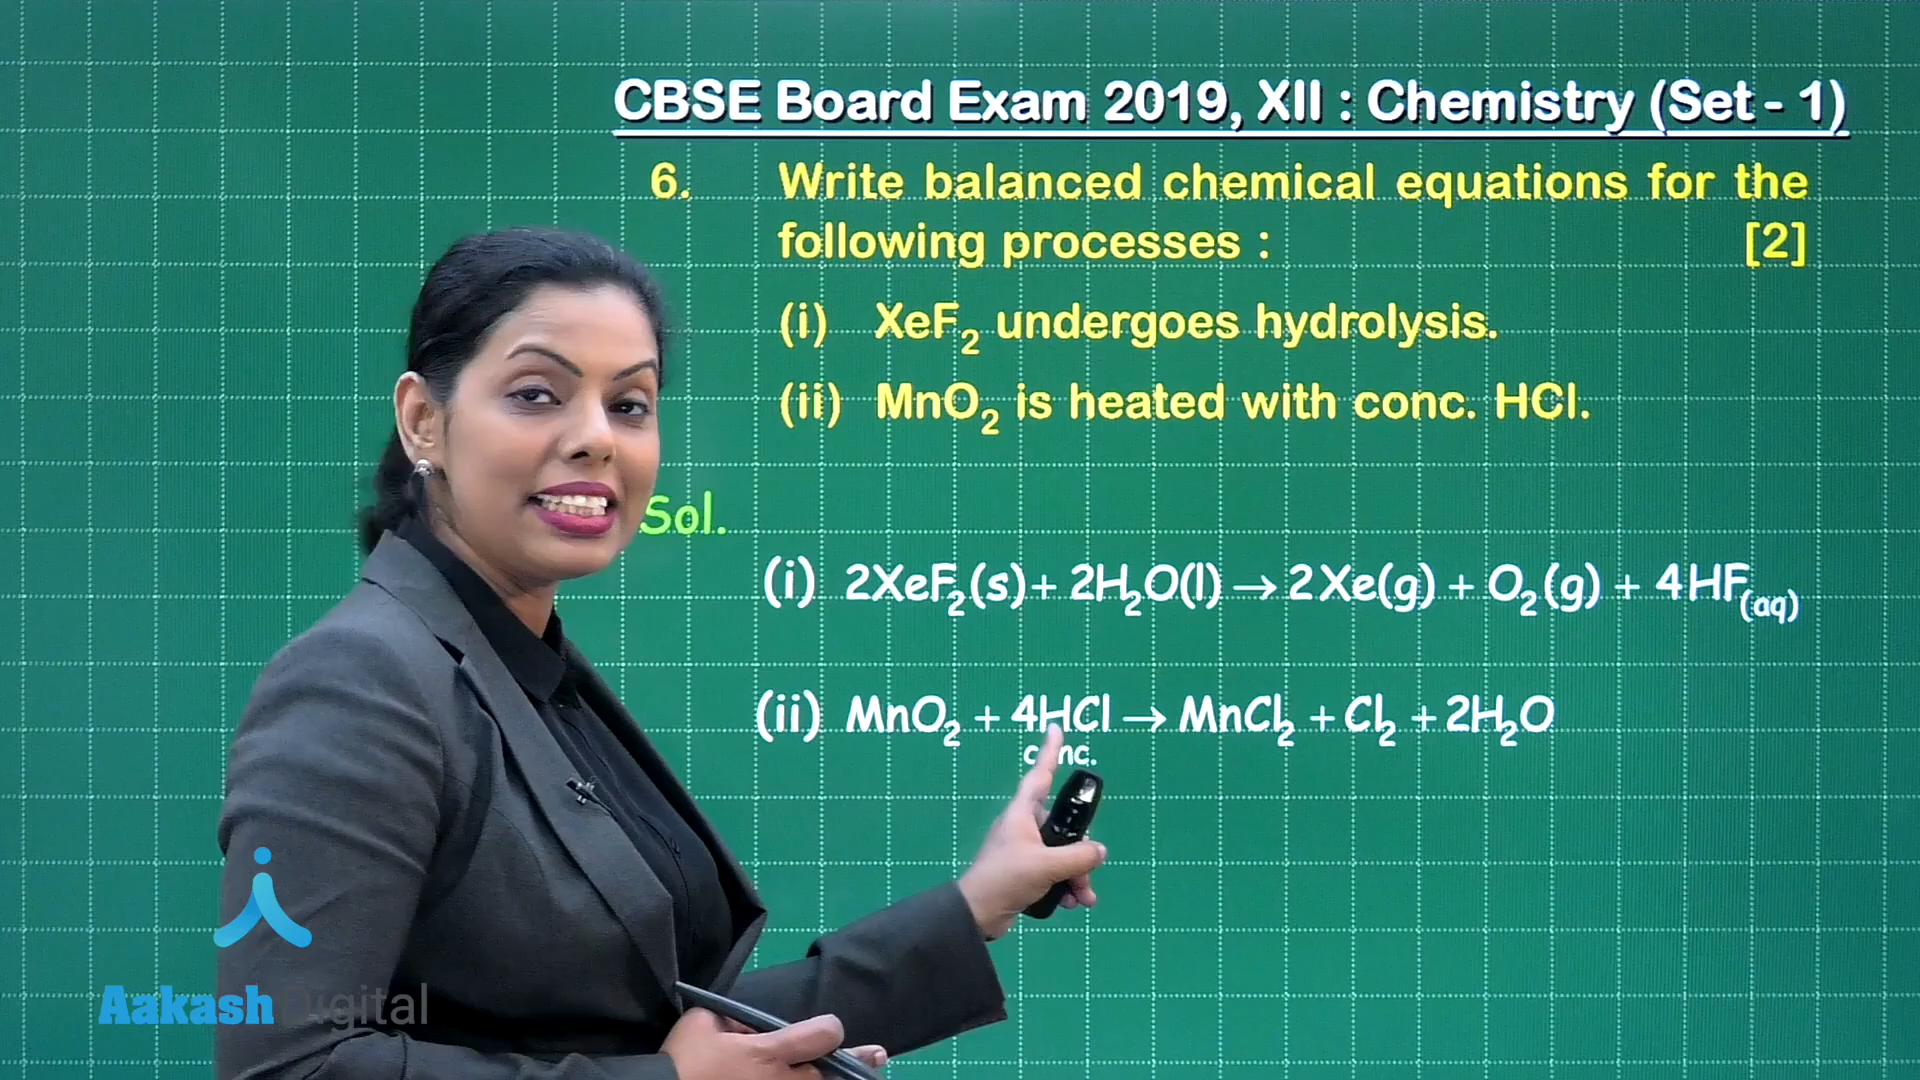 CBSE Board Exam 2019, XII : Chemistry (Set - 1)
6. Write balanced chemical equations for the
following processes : [2]
(i) XeF₂ undergoes hydrolysis.
(ii) MnO₂ is heated with conc. HCl.
Sol.
(i) 2XeF₂(s) + 2H₂O(l) → 2Xe(g) + O₂(g) + 4HF(aq)
(ii) MnO₂ + 4HCl → MnCl₂ + Cl₂ + 2H₂O
conc.
Aakash Digital